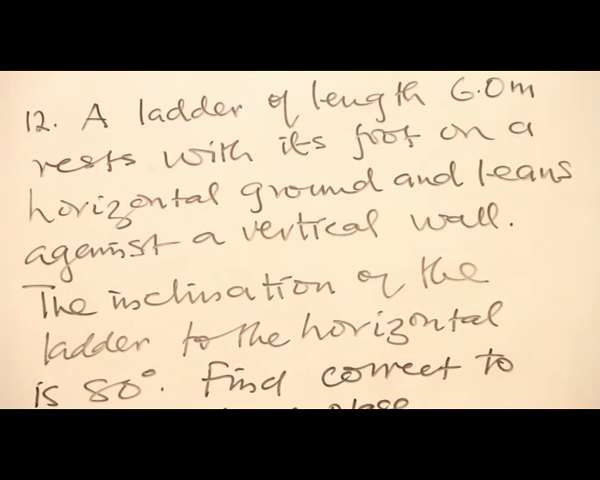 12. A ladder of length 6.0m
rests with its foot on a
horizontal ground and leans
against a vertical wall.
The inclination of the
ladder to the horizontal
is 80°. Find correct to
place